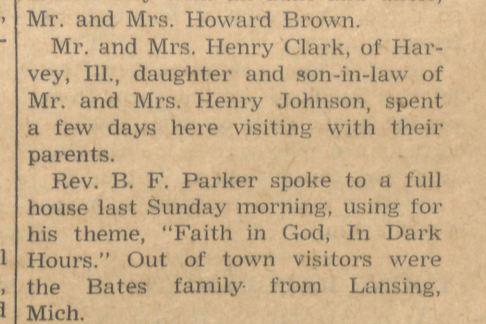 Mr. and Mrs. Howard Brown.
Mr. and Mrs. Henry Clark, of Har-
vey, Ill., daughter and son-in-law of
Mr. and Mrs. Henry Johnson, spent
a few days here visiting with their
parents.
Rev. B. F. Parker spoke to a full
house last Sunday morning, using for
his theme, "Faith in God, In Dark
Hours." Out of town visitors were
the Bates family from Lansing,
Mich.